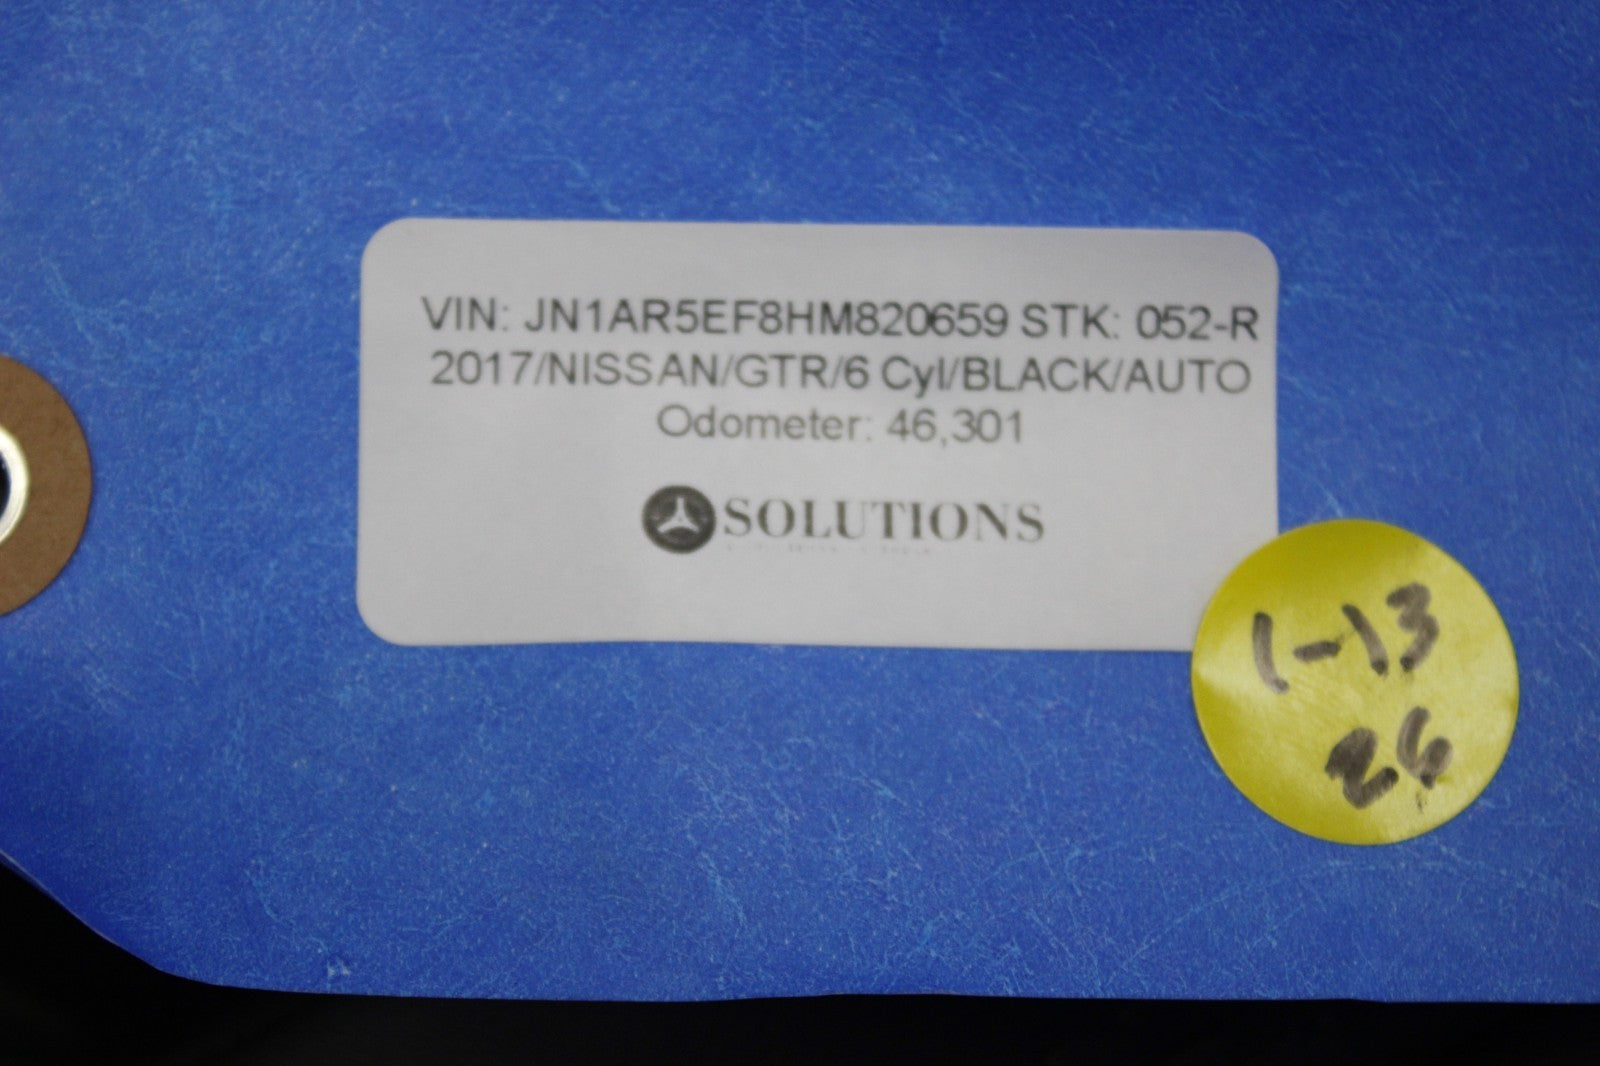 VIN: JN1AR5EF8HM820659 STK: 052-R
2017/NISSAN/GTR/6 Cyl/BLACK/AUTO
Odometer: 46,301
SOLUTIONS
1-13
26